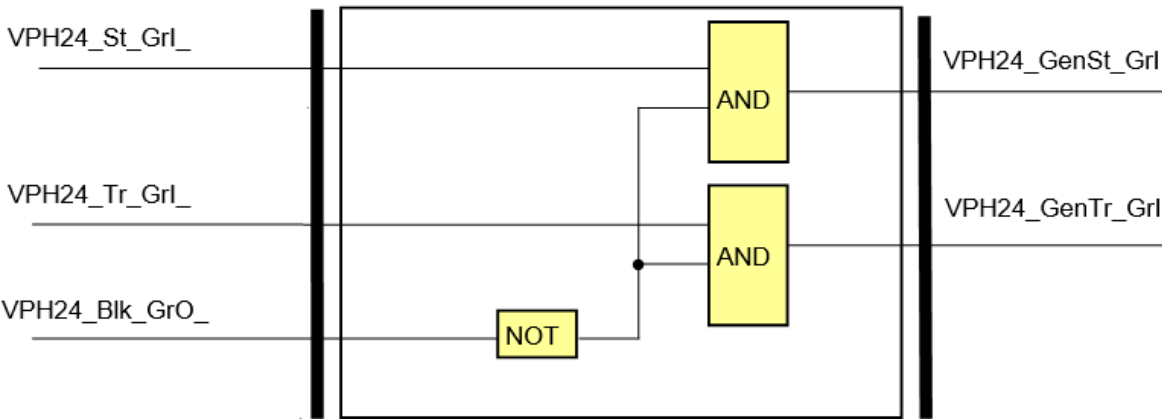 VPH24_St_GrI_
VPH24_GenSt_GrI
AND
VPH24_Tr_GrI_
VPH24_GenTr_GrI
AND
VPH24_Blk_GrO_
NOT